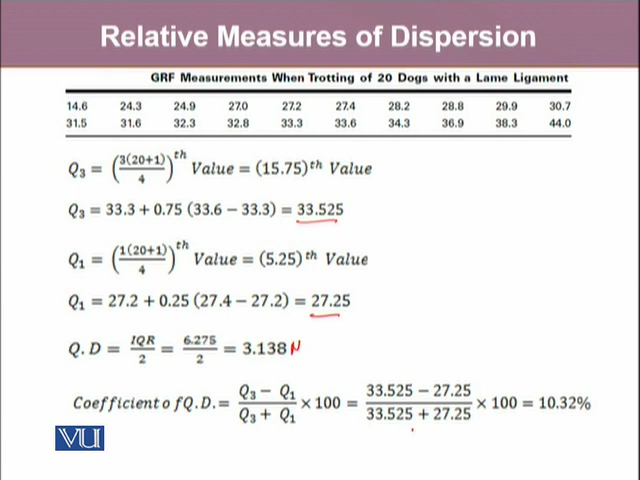 Relative Measures of Dispersion
GRF Measurements When Trotting of 20 Dogs with a Lame Ligament
14.6 24.3 24.9 27.0 27.2 27.4 28.2 28.8 29.9 30.7
31.5 31.6 32.3 32.8 33.3 33.6 34.3 36.9 38.3 44.0
Q₃ = (3(20+1)/4)^th Value = (15.75)^th Value
Q₃ = 33.3 + 0.75 (33.6 − 33.3) = 33.525
Q₁ = (1(20+1)/4)^th Value = (5.25)^th Value
Q₁ = 27.2 + 0.25 (27.4 − 27.2) = 27.25
Q.D = IQR/2 = 6.275/2 = 3.138 N
Coefficient of Q.D. = (Q₃ − Q₁)/(Q₃ + Q₁) × 100 = (33.525 − 27.25)/(33.525 + 27.25) × 100 = 10.32%
VU